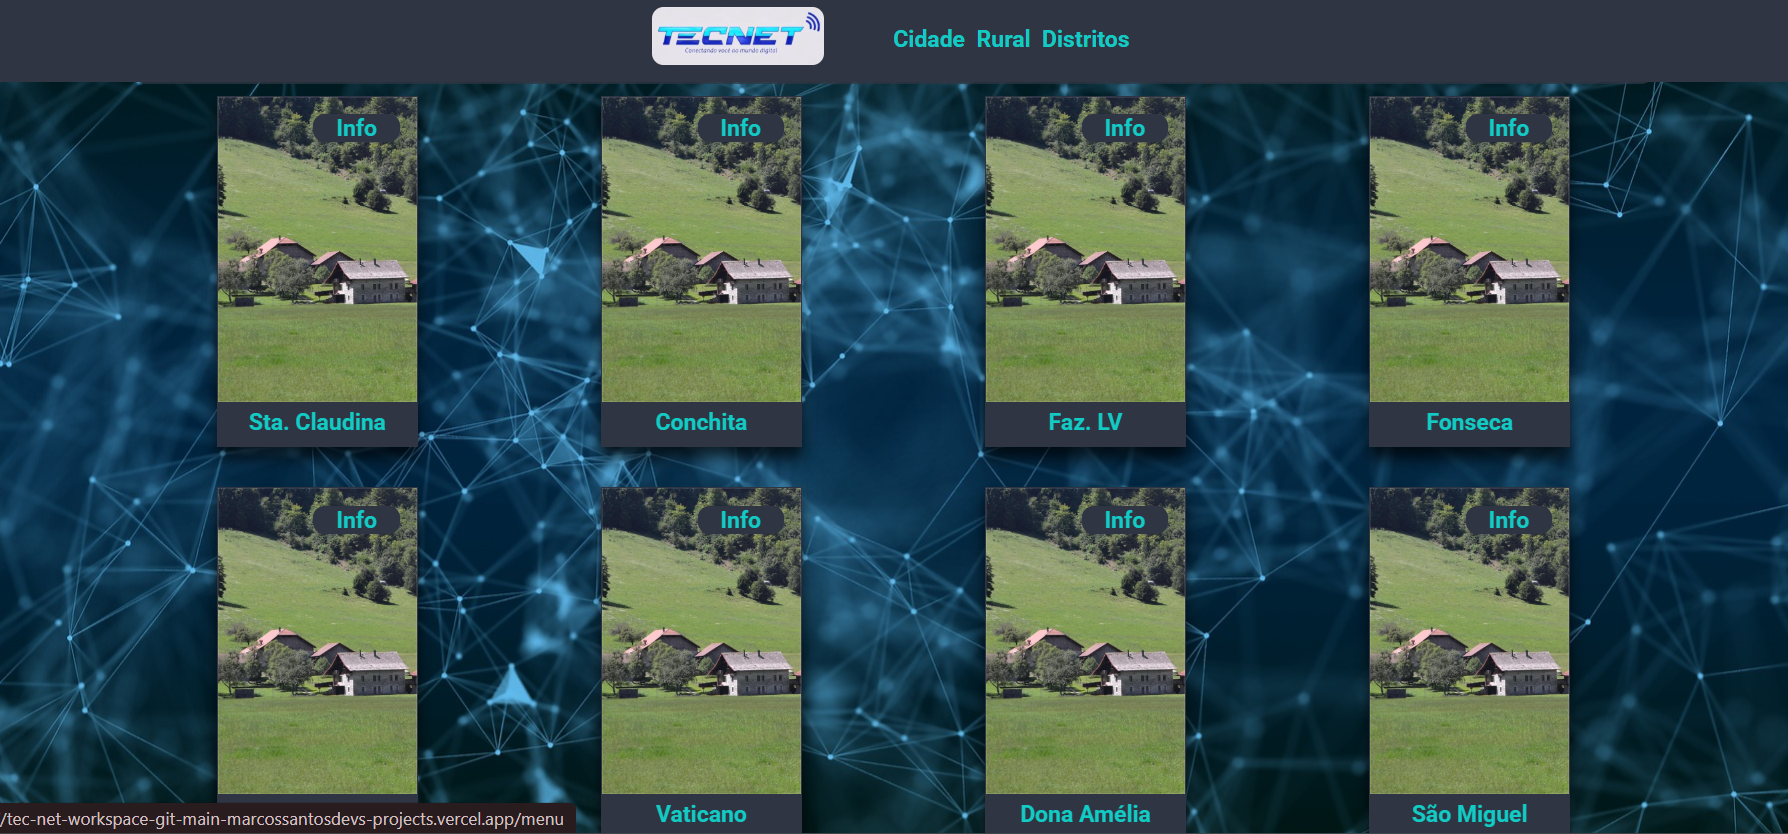 TECNET
Conectando você ao mundo digital
Cidade Rural Distritos
Info
Info
Info
Info
Sta. Claudina
Conchita
Faz. LV
Fonseca
Info
Info
Info
Info
Vaticano
Dona Amélia
São Miguel
/tec-net-workspace-git-main-marcossantosdevs-projects.vercel.app/menu